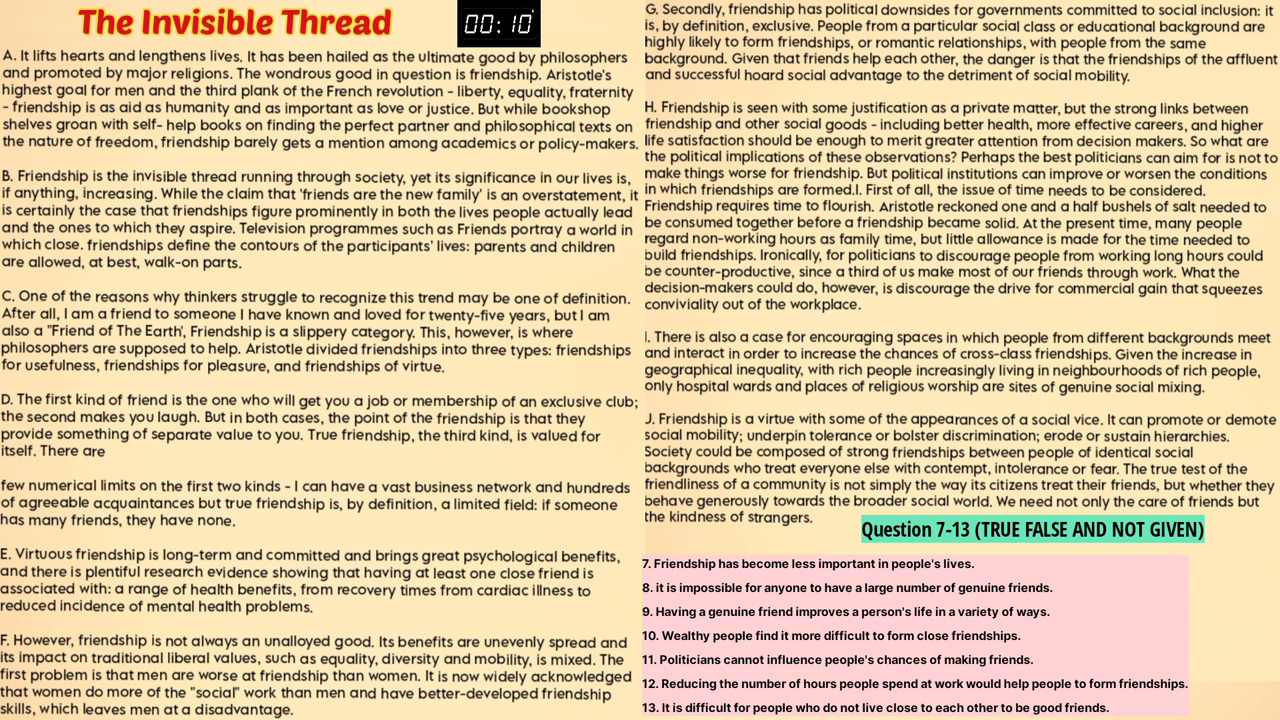 The Invisible Thread
00:10
A. It lifts hearts and lengthens lives. It has been hailed as the ultimate good by philosophers
and promoted by major religions. The wondrous good in question is friendship. Aristotle's
highest goal for men and the third plank of the French revolution - liberty, equality, fraternity
- friendship is as aid as humanity and as important as love or justice. But while bookshop
shelves groan with self- help books on finding the perfect partner and philosophical texts on
the nature of freedom, friendship barely gets a mention among academics or policy-makers.
B. Friendship is the invisible thread running through society, yet its significance in our lives is,
if anything, increasing. While the claim that 'friends are the new family' is an overstatement, it
is certainly the case that friendships figure prominently in both the lives people actually lead
and the ones to which they aspire. Television programmes such as Friends portray a world in
which close. friendships define the contours of the participants' lives: parents and children
are allowed, at best, walk-on parts.
C. One of the reasons why thinkers struggle to recognize this trend may be one of definition.
After all, I am a friend to someone I have known and loved for twenty-five years, but I am
also a "Friend of The Earth', Friendship is a slippery category. This, however, is where
philosophers are supposed to help. Aristotle divided friendships into three types: friendships
for usefulness, friendships for pleasure, and friendships of virtue.
D. The first kind of friend is the one who will get you a job or membership of an exclusive club;
the second makes you laugh. But in both cases, the point of the friendship is that they
provide something of separate value to you. True friendship, the third kind, is valued for
itself. There are
few numerical limits on the first two kinds - I can have a vast business network and hundreds
of agreeable acquaintances but true friendship is, by definition, a limited field: if someone
has many friends, they have none.
E. Virtuous friendship is long-term and committed and brings great psychological benefits,
and there is plentiful research evidence showing that having at least one close friend is
associated with: a range of health benefits, from recovery times from cardiac illness to
reduced incidence of mental health problems.
F. However, friendship is not always an unalloyed good. Its benefits are unevenly spread and
its impact on traditional liberal values, such as equality, diversity and mobility, is mixed. The
first problem is that men are worse at friendship than women. It is now widely acknowledged
that women do more of the "social" work than men and have better-developed friendship
skills, which leaves men at a disadvantage.
G. Secondly, friendship has political downsides for governments committed to social inclusion: it
is, by definition, exclusive. People from a particular social class or educational background are
highly likely to form friendships, or romantic relationships, with people from the same
background. Given that friends help each other, the danger is that the friendships of the affluent
and successful hoard social advantage to the detriment of social mobility.
H. Friendship is seen with some justification as a private matter, but the strong links between
friendship and other social goods - including better health, more effective careers, and higher
life satisfaction should be enough to merit greater attention from decision makers. So what are
the political implications of these observations? Perhaps the best politicians can aim for is not to
make things worse for friendship. But political institutions can improve or worsen the conditions
in which friendships are formed.I. First of all, the issue of time needs to be considered.
Friendship requires time to flourish. Aristotle reckoned one and a half bushels of salt needed to
be consumed together before a friendship became solid. At the present time, many people
regard non-working hours as family time, but little allowance is made for the time needed to
build friendships. Ironically, for politicians to discourage people from working long hours could
be counter-productive, since a third of us make most of our friends through work. What the
decision-makers could do, however, is discourage the drive for commercial gain that squeezes
conviviality out of the workplace.
I. There is also a case for encouraging spaces in which people from different backgrounds meet
and interact in order to increase the chances of cross-class friendships. Given the increase in
geographical inequality, with rich people increasingly living in neighbourhoods of rich people,
only hospital wards and places of religious worship are sites of genuine social mixing.
J. Friendship is a virtue with some of the appearances of a social vice. It can promote or demote
social mobility; underpin tolerance or bolster discrimination; erode or sustain hierarchies.
Society could be composed of strong friendships between people of identical social
backgrounds who treat everyone else with contempt, intolerance or fear. The true test of the
friendliness of a community is not simply the way its citizens treat their friends, but whether they
behave generously towards the broader social world. We need not only the care of friends but
the kindness of strangers.
Question 7-13 (TRUE FALSE AND NOT GIVEN)
7. Friendship has become less important in people's lives.
8. it is impossible for anyone to have a large number of genuine friends.
9. Having a genuine friend improves a person's life in a variety of ways.
10. Wealthy people find it more difficult to form close friendships.
11. Politicians cannot influence people's chances of making friends.
12. Reducing the number of hours people spend at work would help people to form friendships.
13. It is difficult for people who do not live close to each other to be good friends.